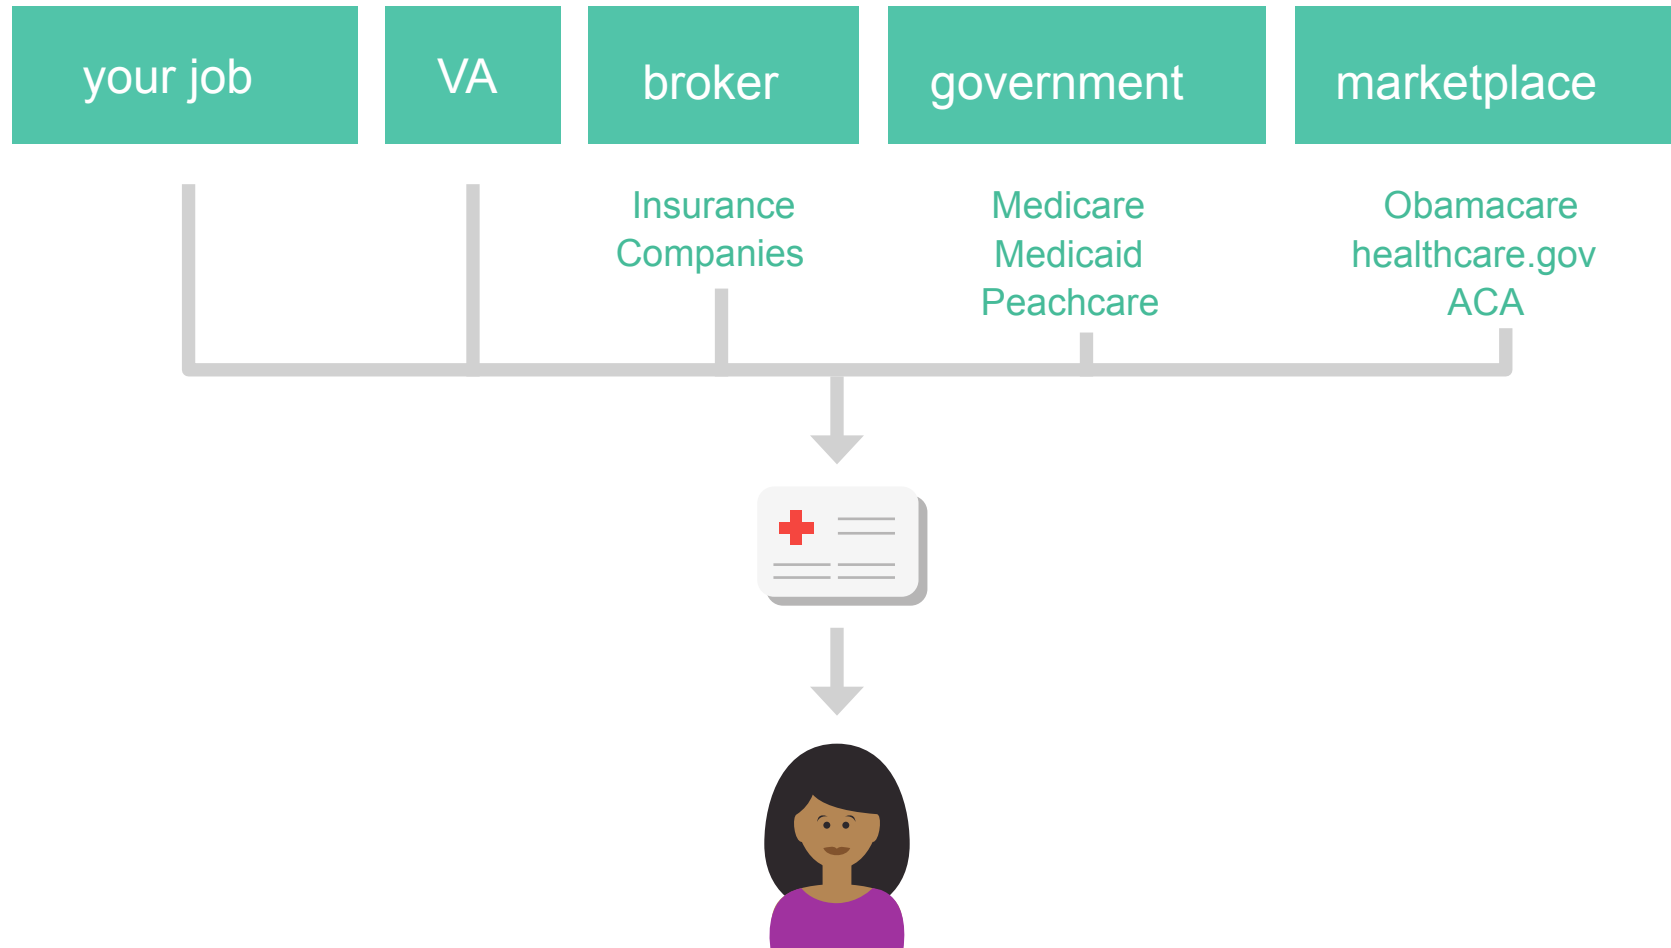 your job
VA
broker
government
marketplace
Insurance
Companies
Medicare
Medicaid
Peachcare
Obamacare
healthcare.gov
ACA